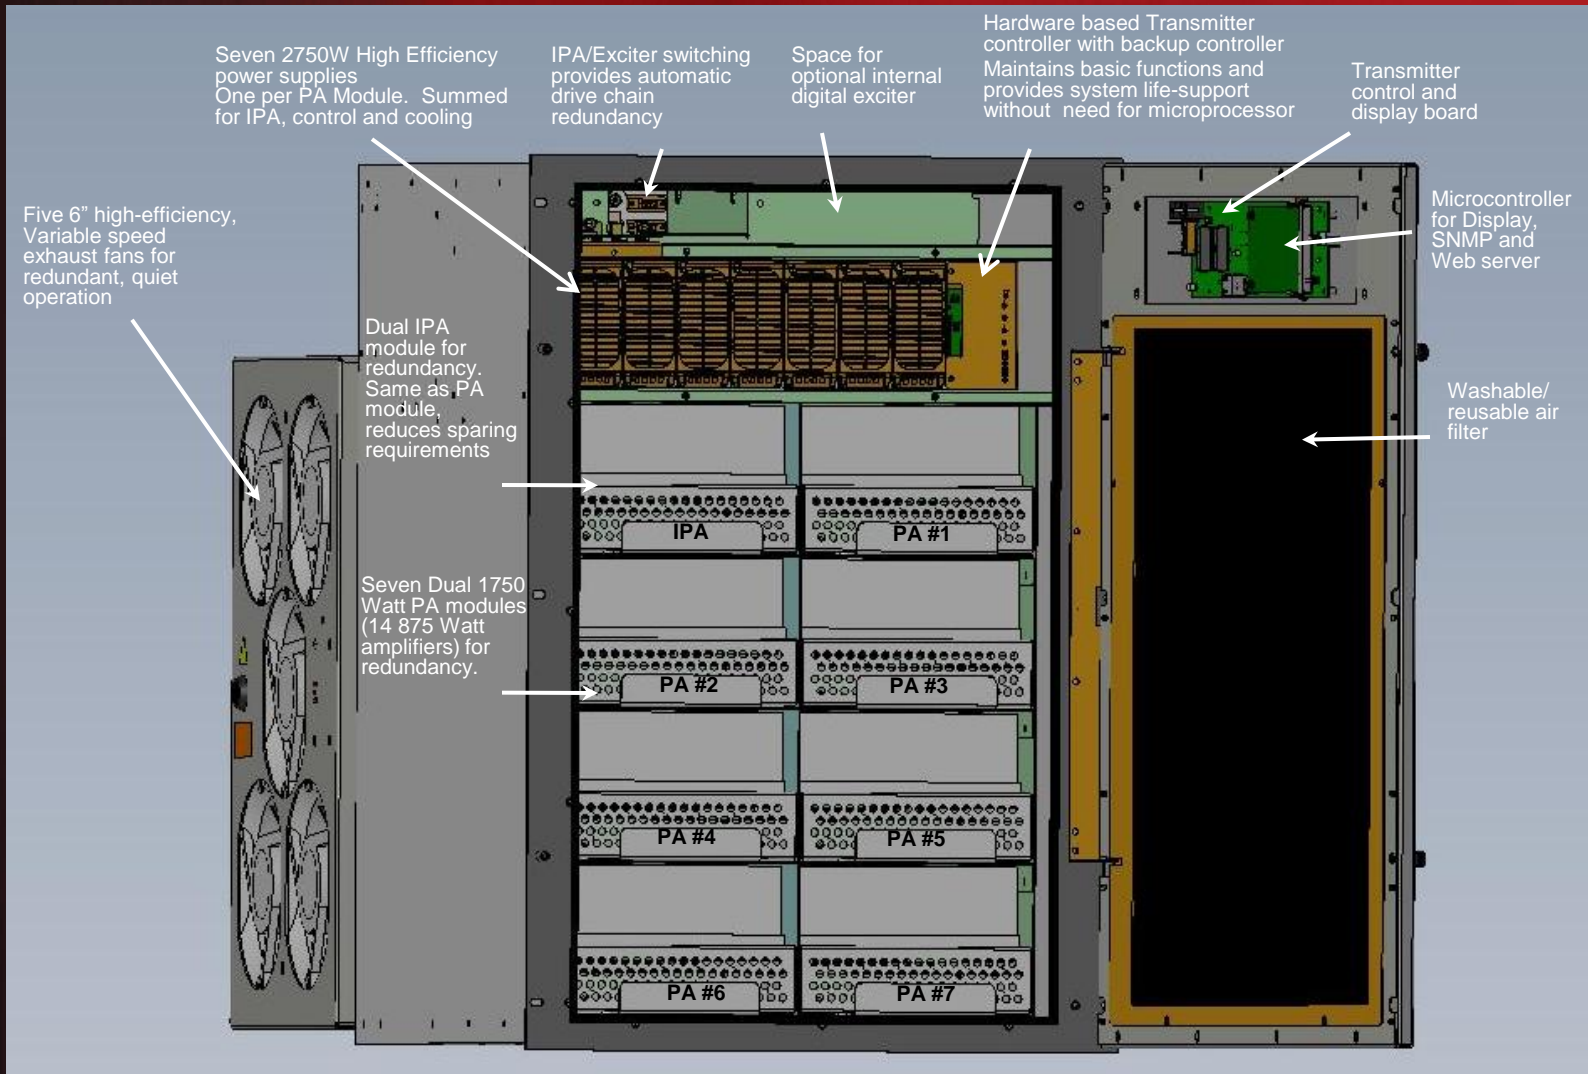 Seven 2750W High Efficiency
power supplies
One per PA Module.  Summed
for IPA, control and cooling
IPA/Exciter switching
provides automatic
drive chain
redundancy
Space for
optional internal
digital exciter
Hardware based Transmitter
controller with backup controller
Maintains basic functions and
provides system life-support
without  need for microprocessor
Transmitter
control and
display board
Five 6” high-efficiency,
Variable speed
exhaust fans for
redundant, quiet
operation
Microcontroller
for Display,
SNMP and
Web server
Dual IPA
module for
redundancy.
Same as PA
module,
reduces sparing
requirements
Washable/
reusable air
filter
IPA
PA #1
Seven Dual 1750
Watt PA modules
(14 875 Watt
amplifiers) for
redundancy.
PA #2
PA #3
PA #4
PA #5
PA #6
PA #7